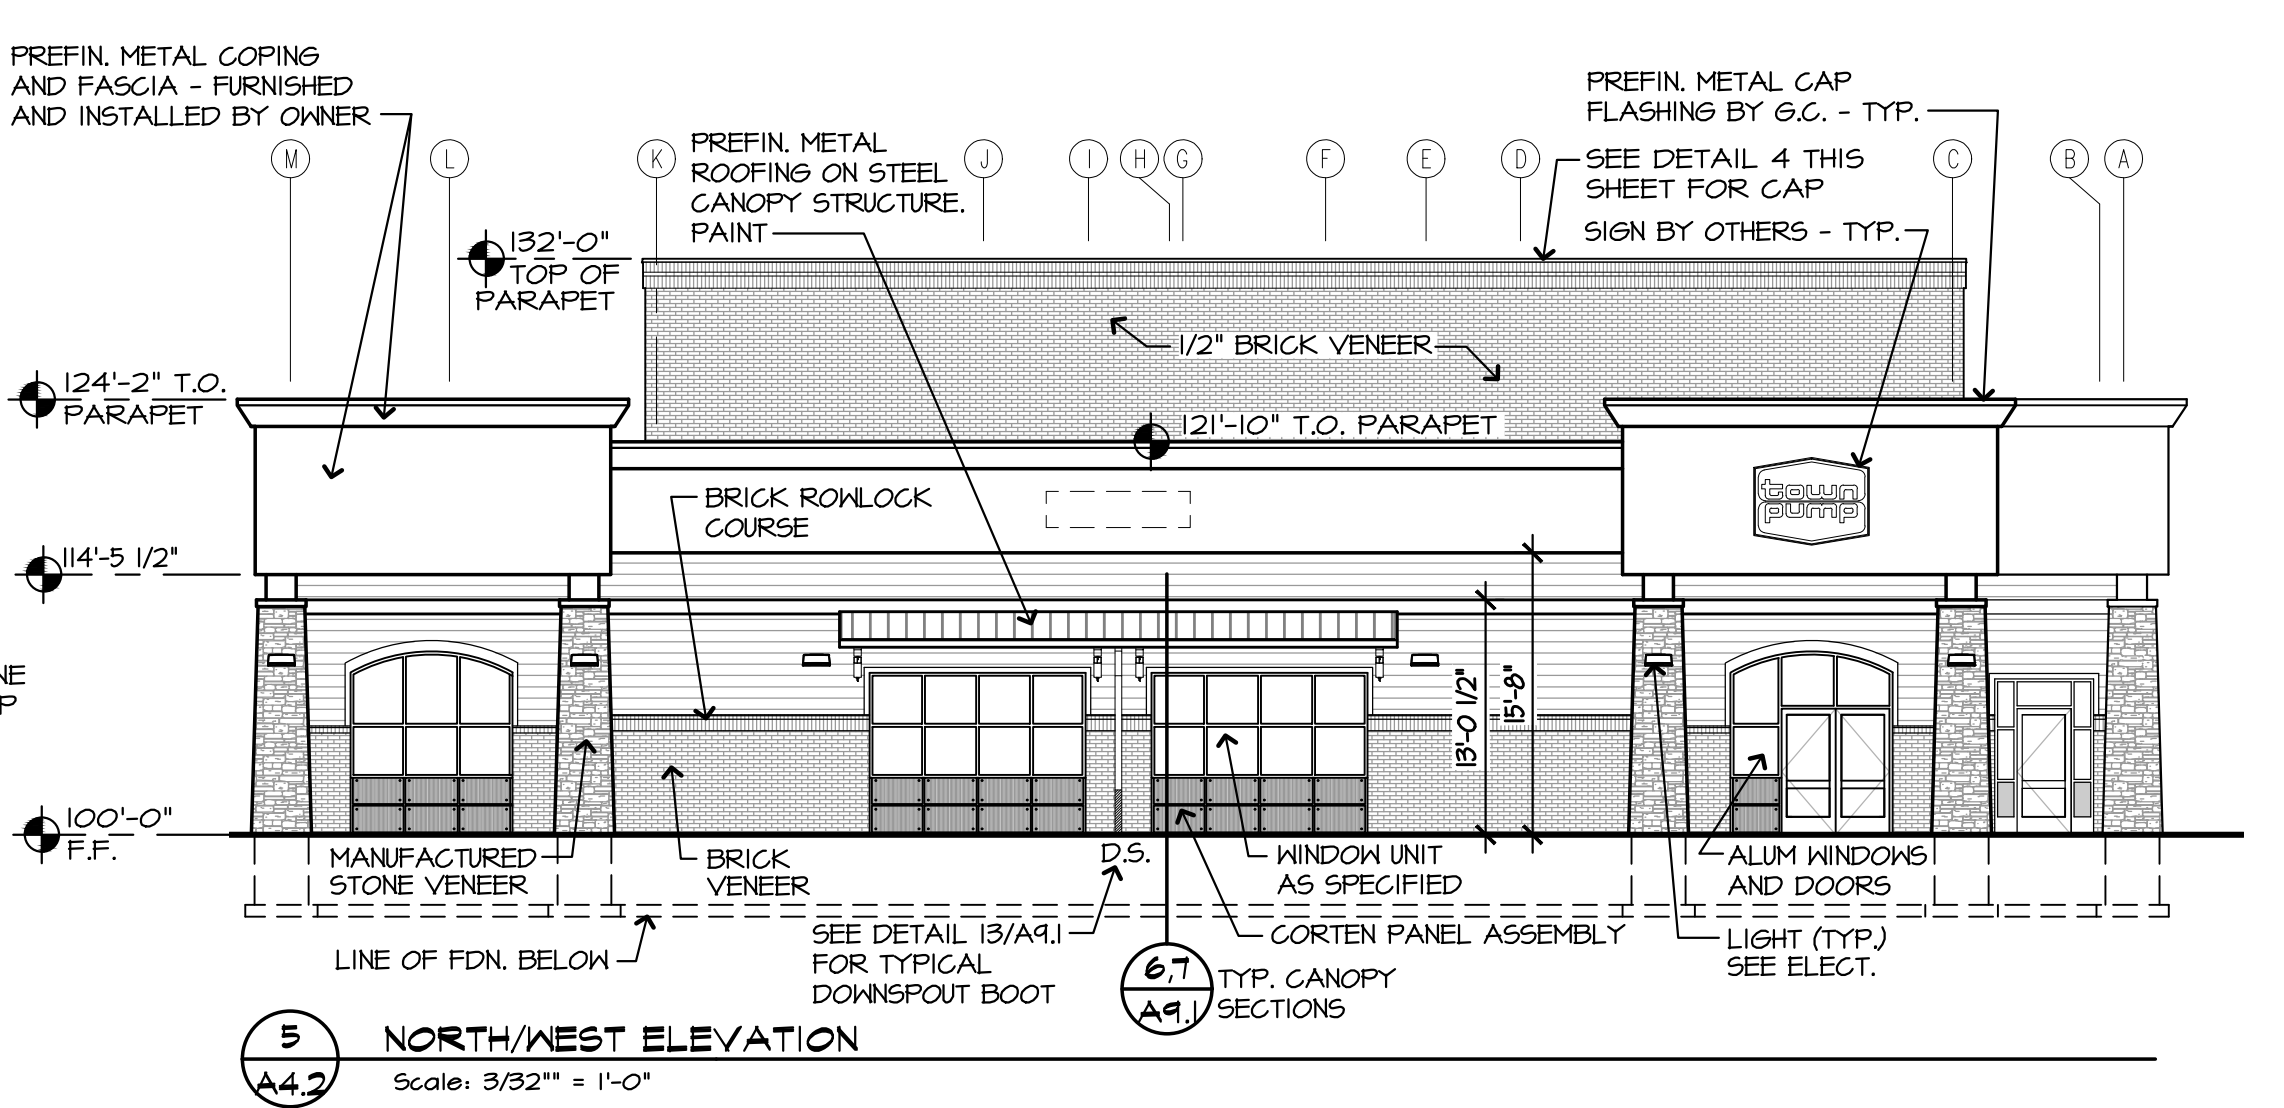 PREFIN. METAL COPING
AND FASCIA - FURNISHED
AND INSTALLED BY OWNER
PREFIN. METAL CAP
FLASHING BY G.C. - TYP.
SEE DETAIL 4 THIS
SHEET FOR CAP
SIGN BY OTHERS - TYP.
PREFIN. METAL
ROOFING ON STEEL
CANOPY STRUCTURE.
PAINT
M L K J I H G F E D C B A
132'-0"
TOP OF
PARAPET
1/2" BRICK VENEER
124'-2" T.O.
PARAPET
121'-10" T.O. PARAPET
BRICK ROWLOCK
COURSE
town
pump
114'-5 1/2"
NE
P
13'-0 1/2"
15'-8"
100'-0"
F.F.
MANUFACTURED
STONE VENEER
BRICK
VENEER
D.S.
WINDOW UNIT
AS SPECIFIED
ALUM WINDOWS
AND DOORS
LINE OF FDN. BELOW
SEE DETAIL 13/A9.1
FOR TYPICAL
DOWNSPOUT BOOT
CORTEN PANEL ASSEMBLY
LIGHT (TYP.)
SEE ELECT.
6,7
A9.1
TYP. CANOPY
SECTIONS
5
A4.2
NORTH/WEST ELEVATION
Scale: 3/32"" = 1'-0"